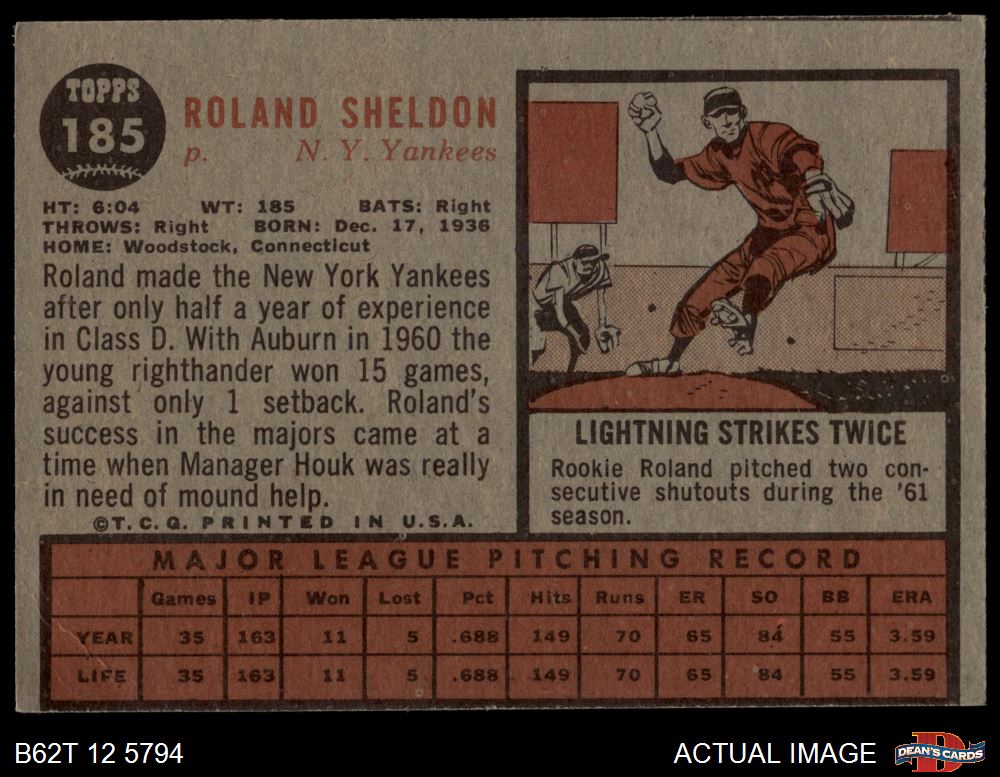 TOPPS
185
ROLAND SHELDON
p. N. Y. Yankees
HT: 6:04 WT: 185 BATS: Right
THROWS: Right BORN: Dec. 17, 1936
HOME: Woodstock, Connecticut
Roland made the New York Yankees
after only half a year of experience
in Class D. With Auburn in 1960 the
young righthander won 15 games,
against only 1 setback. Roland's
success in the majors came at a
time when Manager Houk was really
in need of mound help.
©T.C.G. PRINTED IN U.S.A.
LIGHTNING STRIKES TWICE
Rookie Roland pitched two con-
secutive shutouts during the '61
season.
MAJOR LEAGUE PITCHING RECORD
Games IP Won Lost Pct Hits Runs ER SO BB ERA
YEAR 35 163 11 5 .688 149 70 65 84 55 3.59
LIFE 35 163 11 5 .688 149 70 65 84 55 3.59
B62T 12 5794
ACTUAL IMAGE
DEAN'S CARDS